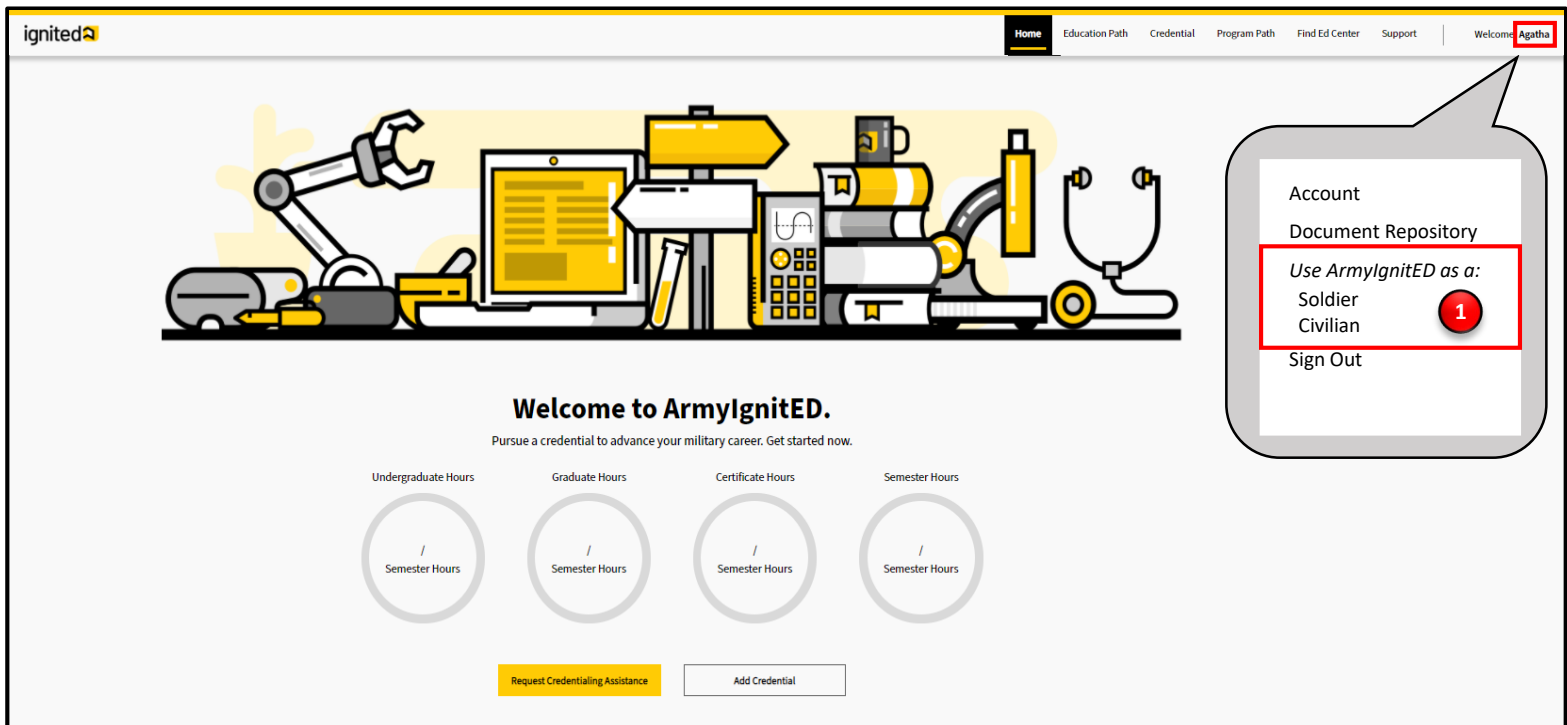 ignited
Home Education Path Credential Program Path Find Ed Center Support Welcome Agatha
Account
Document Repository
Use ArmyIgnitED as a:
Soldier
Civilian
1
Sign Out
Welcome to ArmyIgnitED.
Pursue a credential to advance your military career. Get started now.
Undergraduate Hours Graduate Hours Certificate Hours Semester Hours
/ / / /
Semester Hours Semester Hours Semester Hours Semester Hours
Request Credentialing Assistance Add Credential